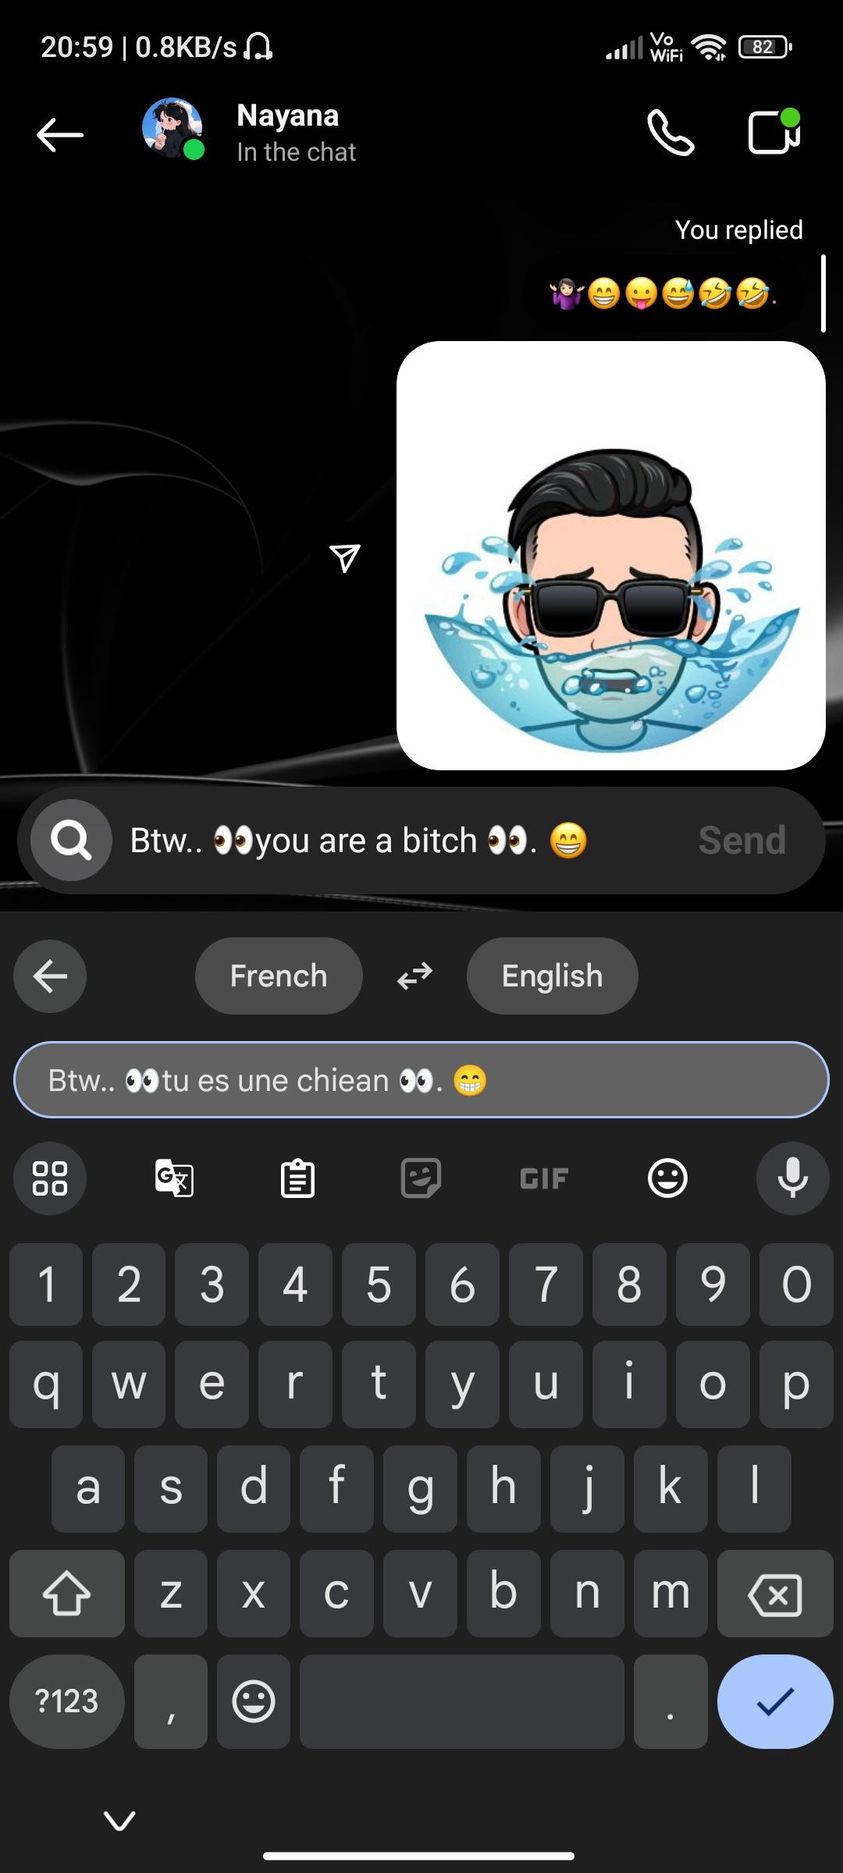 20:59 | 0.8KB/s
Vo
WiFi
82
Nayana
In the chat
You replied
🤷🏻‍♀️😁😛😅🤣🤣.
Btw.. 👀you are a bitch 👀. 😁
Send
French
English
Btw.. 👀tu es une chiean 👀. 😁
GIF
1 2 3 4 5 6 7 8 9 0
q w e r t y u i o p
a s d f g h j k l
z x c v b n m
?123 , .